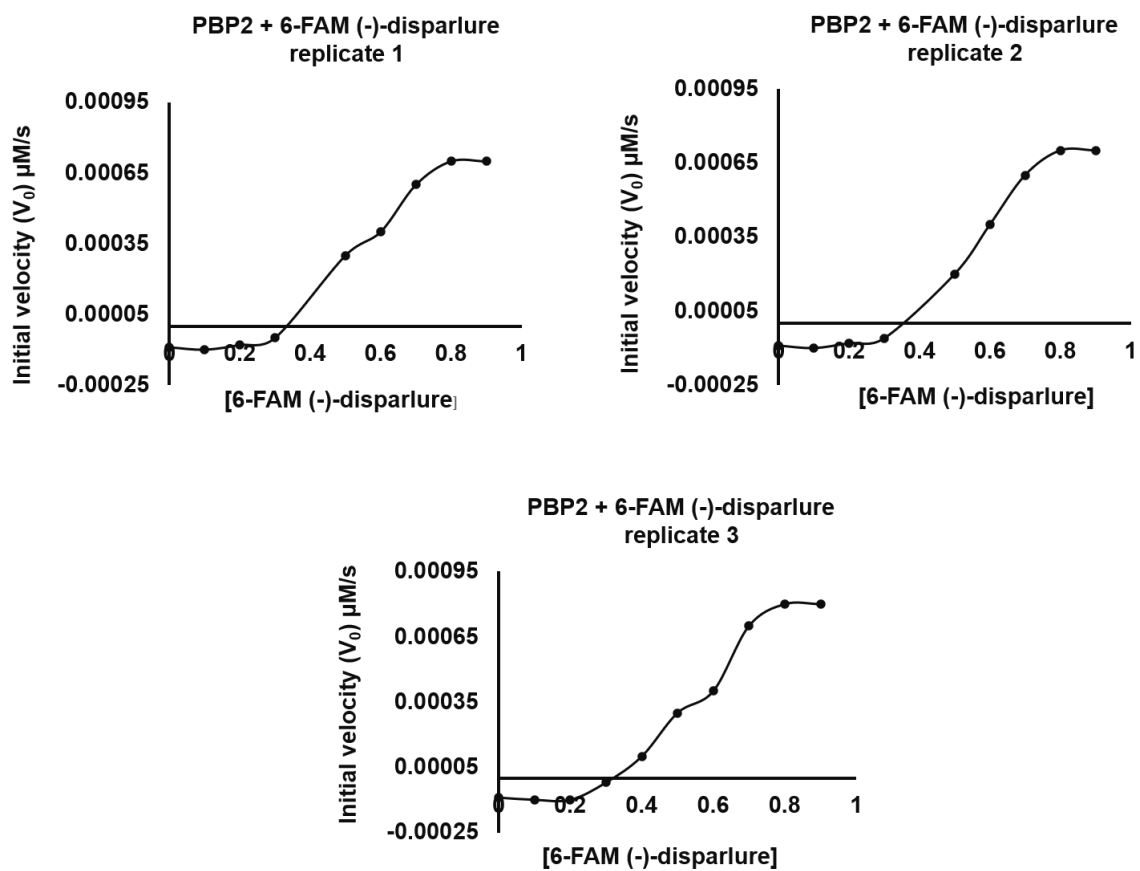 PBP2 + 6-FAM (-)-disparlure
replicate 1
0.00095
0.00065
0.00035
0.00005
-0.00025
Initial velocity (V₀) µM/s
0 0.2 0.4 0.6 0.8 1
[6-FAM (-)-disparlure]
PBP2 + 6-FAM (-)-disparlure
replicate 2
0.00095
0.00065
0.00035
0.00005
-0.00025
Initial velocity (V₀) µM/s
0 0.2 0.4 0.6 0.8 1
[6-FAM (-)-disparlure]
PBP2 + 6-FAM (-)-disparlure
replicate 3
0.00095
0.00065
0.00035
0.00005
-0.00025
Initial velocity (V₀) µM/s
0 0.2 0.4 0.6 0.8 1
[6-FAM (-)-disparlure]